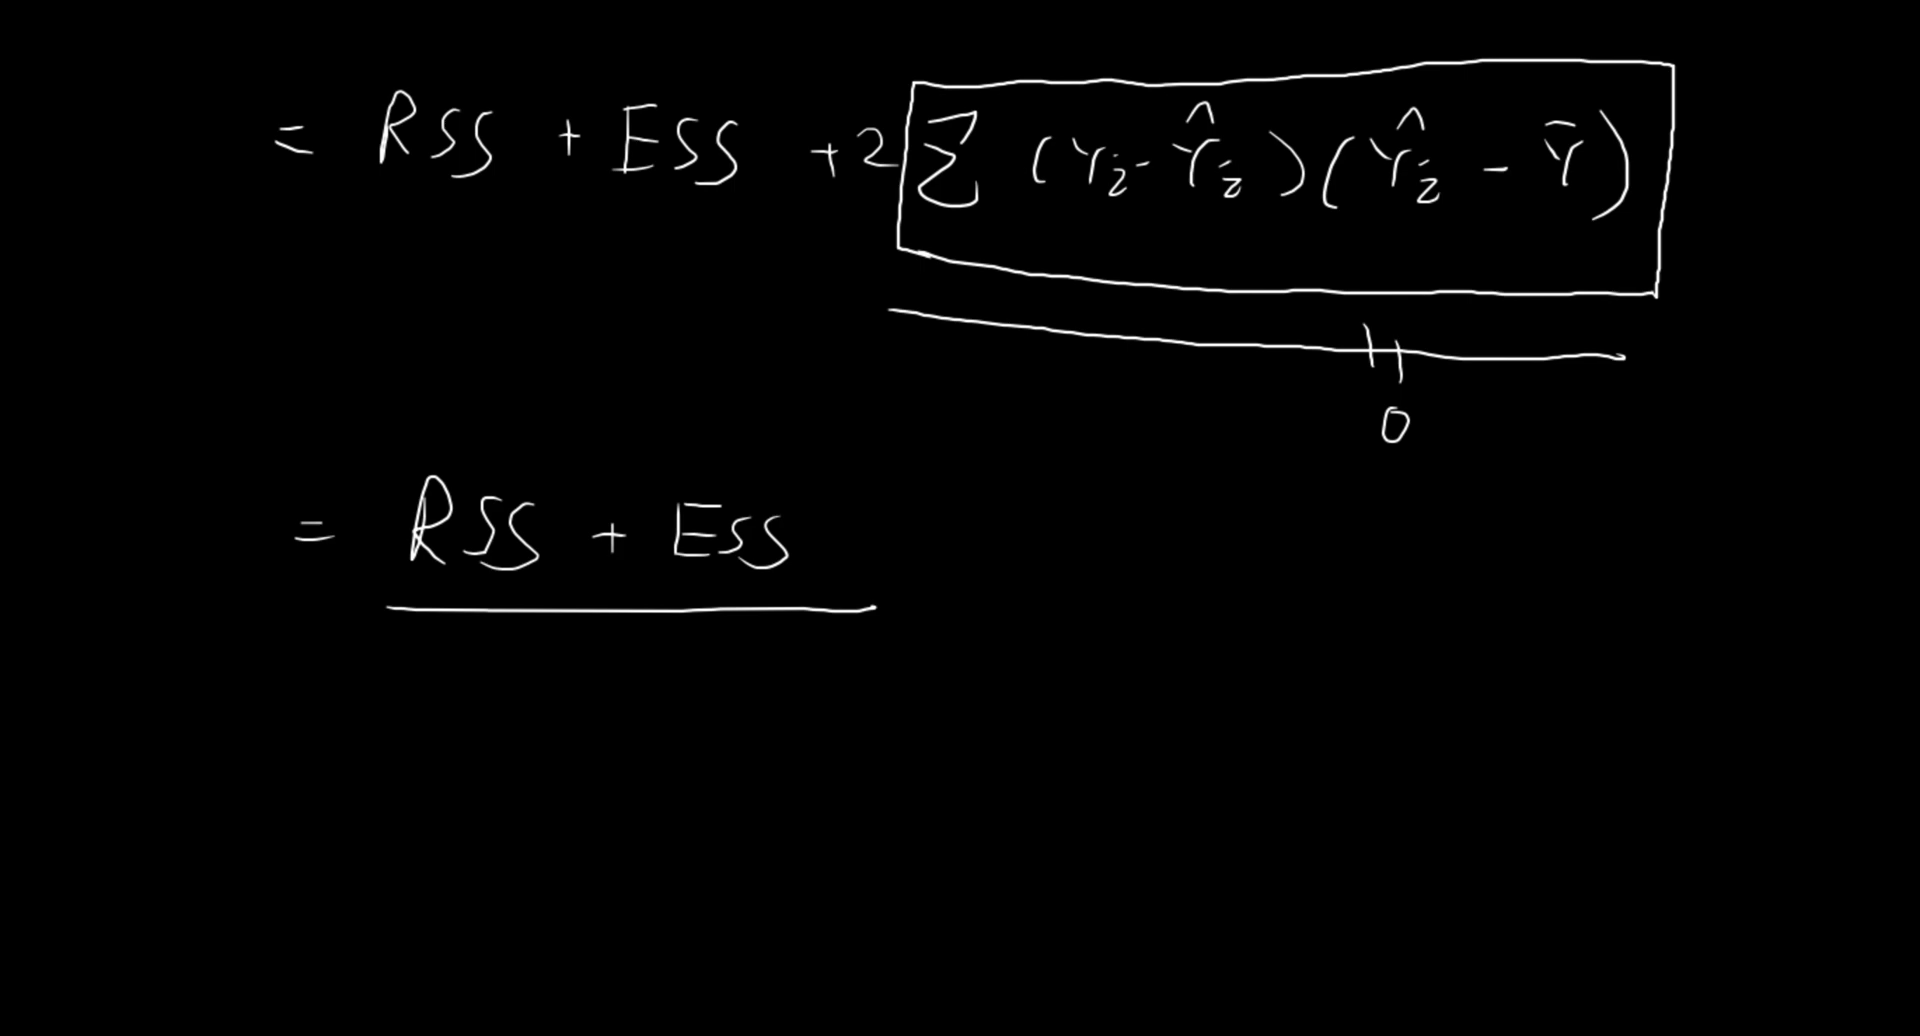 = RSS + ESS +2 Σ (Yi - Ŷi)(Ŷi - Ȳ)
=
0
= RSS + ESS